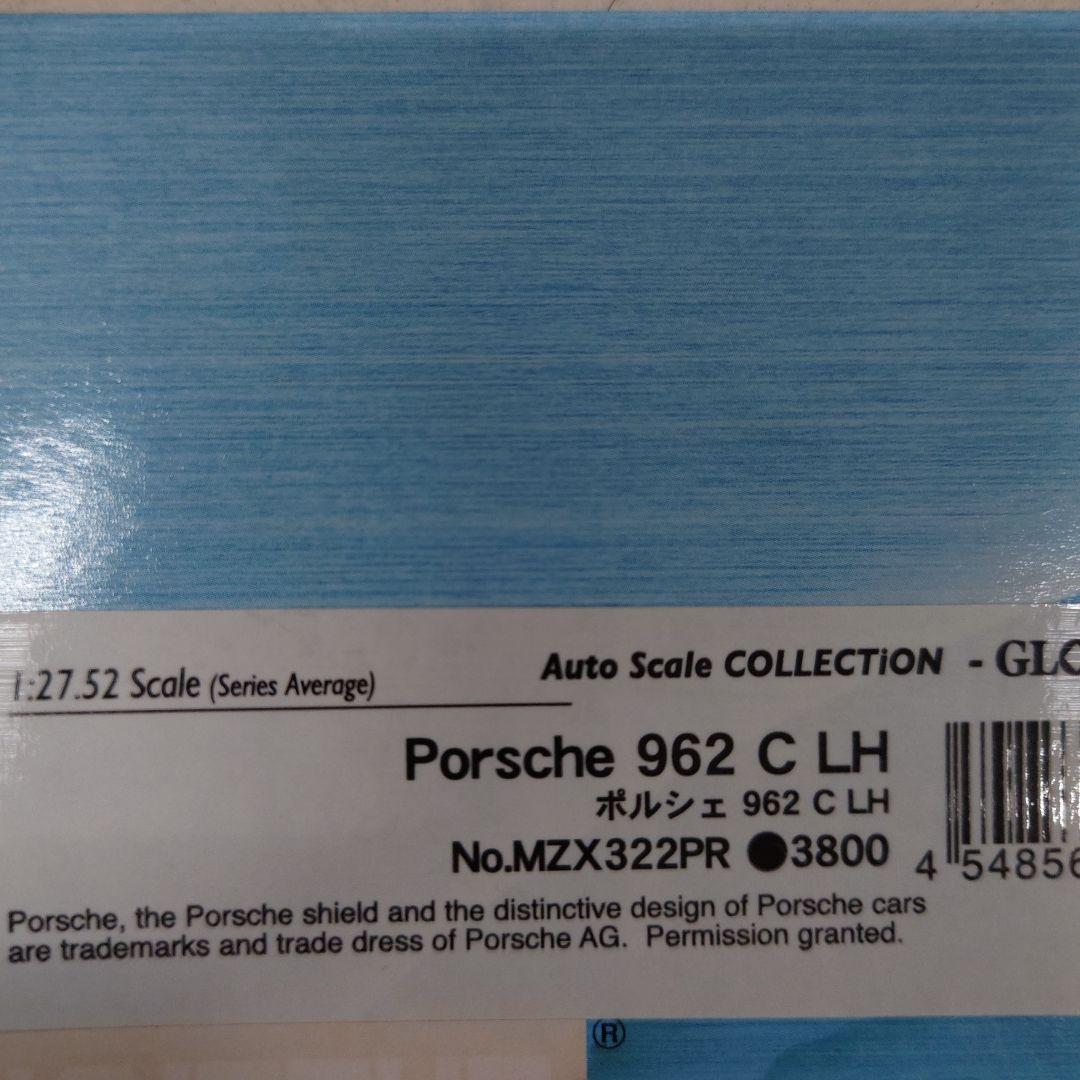 1:27.52 Scale (Series Average)
Auto Scale COLLECTiON -
Porsche 962 C LH
ポルシェ 962 C LH
No.MZX322PR ●3800
4 54856
Porsche, the Porsche shield and the distinctive design of Porsche cars
are trademarks and trade dress of Porsche AG. Permission granted.
®